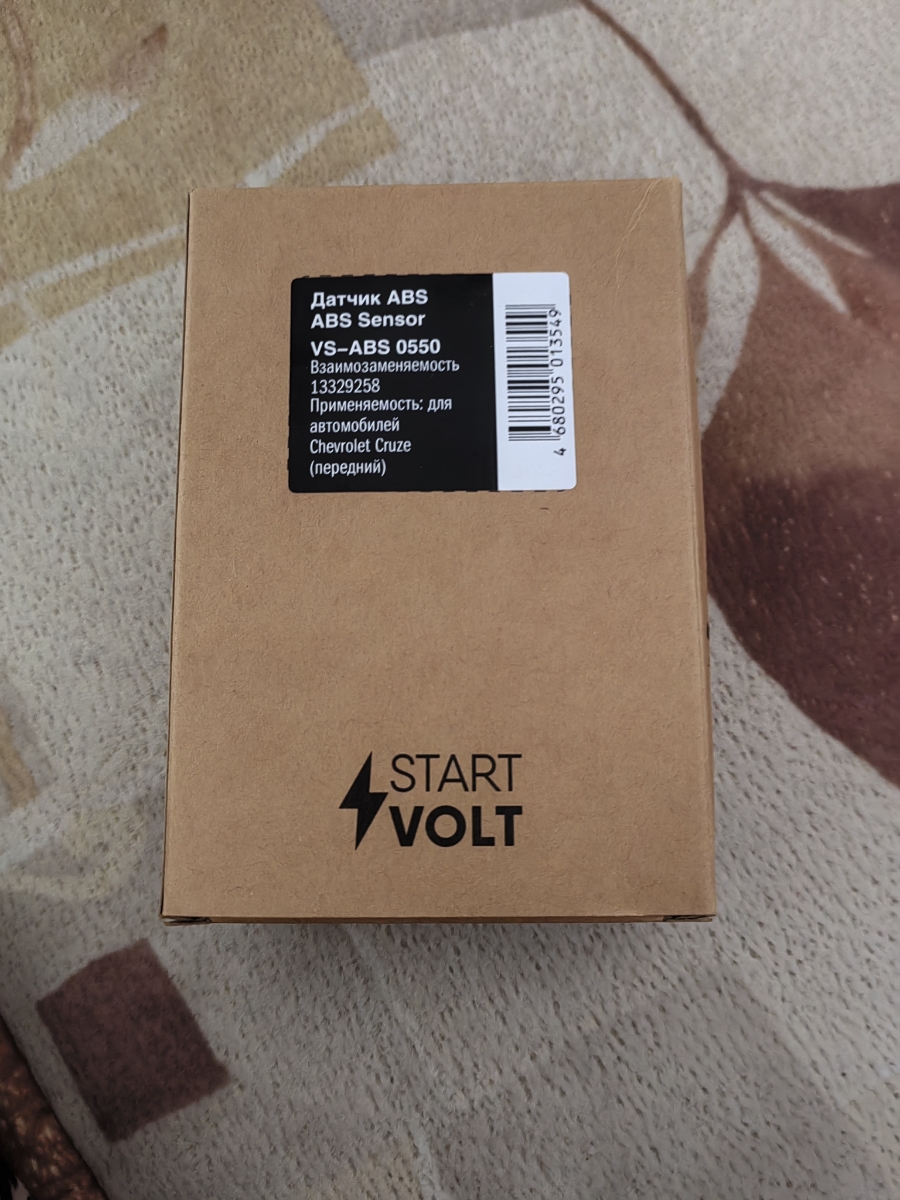 Датчик ABS
ABS Sensor
VS–ABS 0550
Взаимозаменяемость
13329258
Применяемость: для
автомобилей
Chevrolet Cruze
(передний)
4 680295 013549
START
VOLT